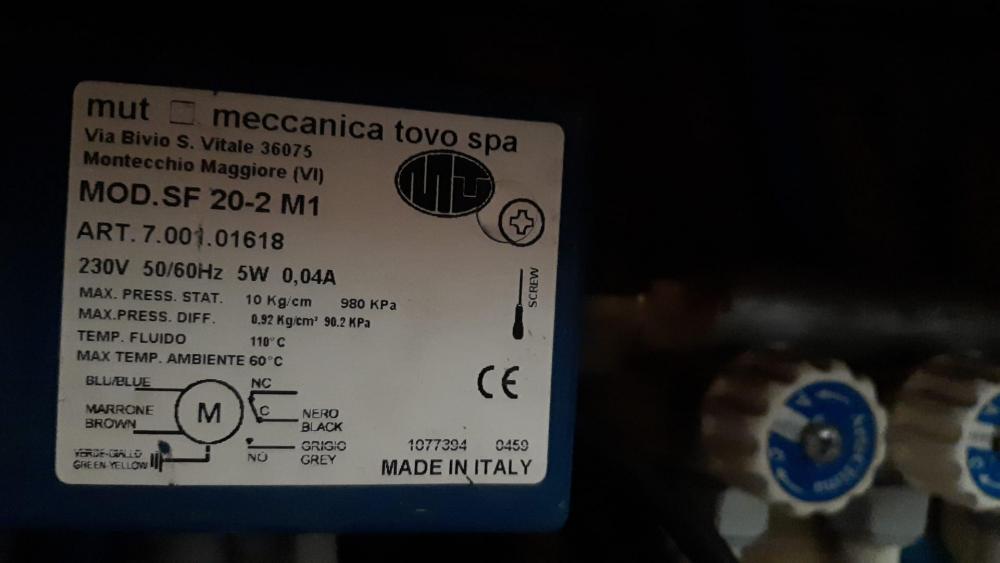 mut meccanica tovo spa
Via Bivio S. Vitale 36075
Montecchio Maggiore (VI)
MOD.SF 20-2 M1
ART. 7.001.01618
230V 50/60Hz 5W 0,04A
MAX. PRESS. STAT. 10 Kg/cm 980 KPa
MAX.PRESS. DIFF. 0.92 Kg/cm² 90.2 KPa
TEMP. FLUIDO 110°C
MAX TEMP. AMBIENTE 60°C
SCREW
BLU/BLUE
MARRONE
BROWN
VERDE-GIALLO
GREEN-YELLOW
M
NC
C
NERO
BLACK
NO
GRIGIO
GREY
CE
1077394 0459
MADE IN ITALY